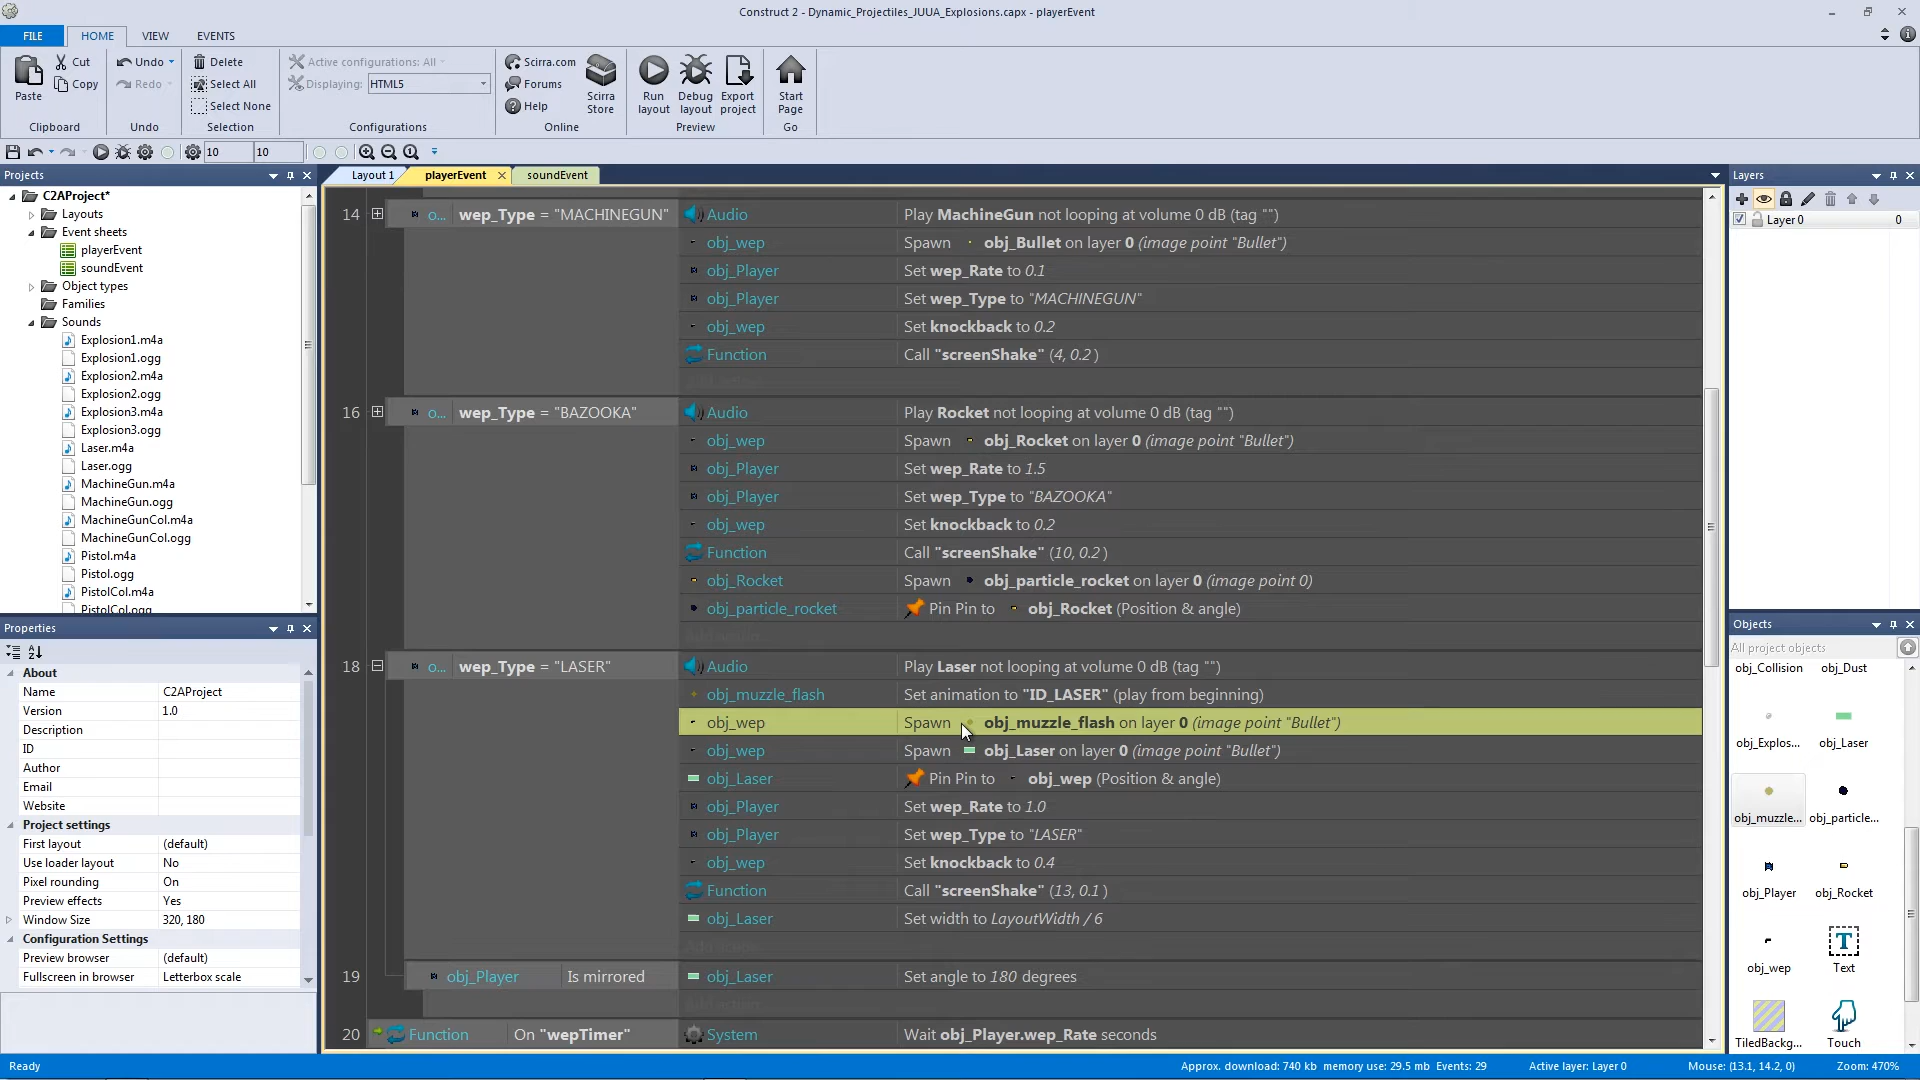 Construct 2 - Dynamic_Projectiles_JUUA_Explosions.capx - playerEvent
FILE HOME VIEW EVENTS
Paste
Cut
Copy
Clipboard
Undo
Redo
Undo
Delete
Select All
Select None
Selection
Active configurations: All
Displaying: HTML5
Configurations
Scirra.com
Forums
Help
Scirra Store
Online
Run layout
Debug layout
Export project
Preview
Start Page
Go
10 10
Projects
C2AProject*
Layouts
Event sheets
playerEvent
soundEvent
Object types
Families
Sounds
Explosion1.m4a
Explosion1.ogg
Explosion2.m4a
Explosion2.ogg
Explosion3.m4a
Explosion3.ogg
Laser.m4a
Laser.ogg
MachineGun.m4a
MachineGun.ogg
MachineGunCol.m4a
MachineGunCol.ogg
Pistol.m4a
Pistol.ogg
PistolCol.m4a
PistolCol.ogg
Properties
About
Name C2AProject
Version 1.0
Description
ID
Author
Email
Website
Project settings
First layout (default)
Use loader layout No
Pixel rounding On
Preview effects Yes
Window Size 320, 180
Configuration Settings
Preview browser (default)
Fullscreen in browser Letterbox scale
Layout 1 playerEvent soundEvent
14 o... wep_Type = "MACHINEGUN" Audio Play MachineGun not looping at volume 0 dB (tag "")
obj_wep Spawn obj_Bullet on layer 0 (image point "Bullet")
obj_Player Set wep_Rate to 0.1
obj_Player Set wep_Type to "MACHINEGUN"
obj_wep Set knockback to 0.2
Function Call "screenShake" (4, 0.2 )
Add action
16 o... wep_Type = "BAZOOKA" Audio Play Rocket not looping at volume 0 dB (tag "")
obj_wep Spawn obj_Rocket on layer 0 (image point "Bullet")
obj_Player Set wep_Rate to 1.5
obj_Player Set wep_Type to "BAZOOKA"
obj_wep Set knockback to 0.2
Function Call "screenShake" (10, 0.2 )
obj_Rocket Spawn obj_particle_rocket on layer 0 (image point 0)
obj_particle_rocket Pin Pin to obj_Rocket (Position & angle)
Add action
18 o... wep_Type = "LASER" Audio Play Laser not looping at volume 0 dB (tag "")
obj_muzzle_flash Set animation to "ID_LASER" (play from beginning)
obj_wep Spawn obj_muzzle_flash on layer 0 (image point "Bullet")
obj_wep Spawn obj_Laser on layer 0 (image point "Bullet")
obj_Laser Pin Pin to obj_wep (Position & angle)
obj_Player Set wep_Rate to 1.0
obj_Player Set wep_Type to "LASER"
obj_wep Set knockback to 0.4
Function Call "screenShake" (13, 0.1 )
obj_Laser Set width to LayoutWidth / 6
Add action
19 obj_Player Is mirrored obj_Laser Set angle to 180 degrees
Add action
20 Function On "wepTimer" System Wait obj_Player.wep_Rate seconds
Layers
Layer 0 0
Objects
All project objects
obj_Collision obj_Dust
obj_Explos... obj_Laser
obj_muzzle... obj_particle...
obj_Player obj_Rocket
T
obj_wep Text
TiledBackg... Touch
Ready Approx. download: 740 kb memory use: 29.5 mb Events: 29 Active layer: Layer 0 Mouse: (13.1, 14.2, 0) Zoom: 470%